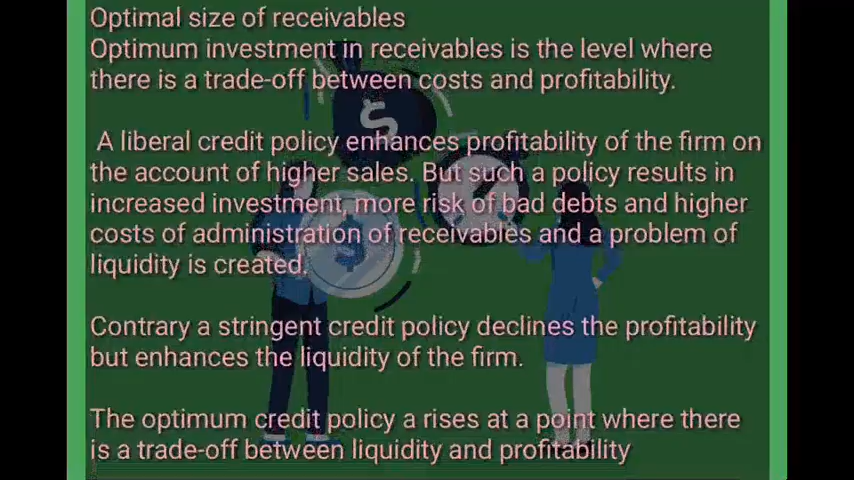 Optimal size of receivables
Optimum investment in receivables is the level where
there is a trade-off between costs and profitability.
A liberal credit policy enhances profitability of the firm on
the account of higher sales. But such a policy results in
increased investment, more risk of bad debts and higher
costs of administration of receivables and a problem of
liquidity is created.
Contrary a stringent credit policy declines the profitability
but enhances the liquidity of the firm.
The optimum credit policy a rises at a point where there
is a trade-off between liquidity and profitability